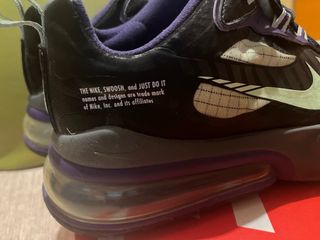 THE NIKE, SWOOSH, and JUST DO IT
names and designs are trade mark
of Nike, Inc. and its affiliates